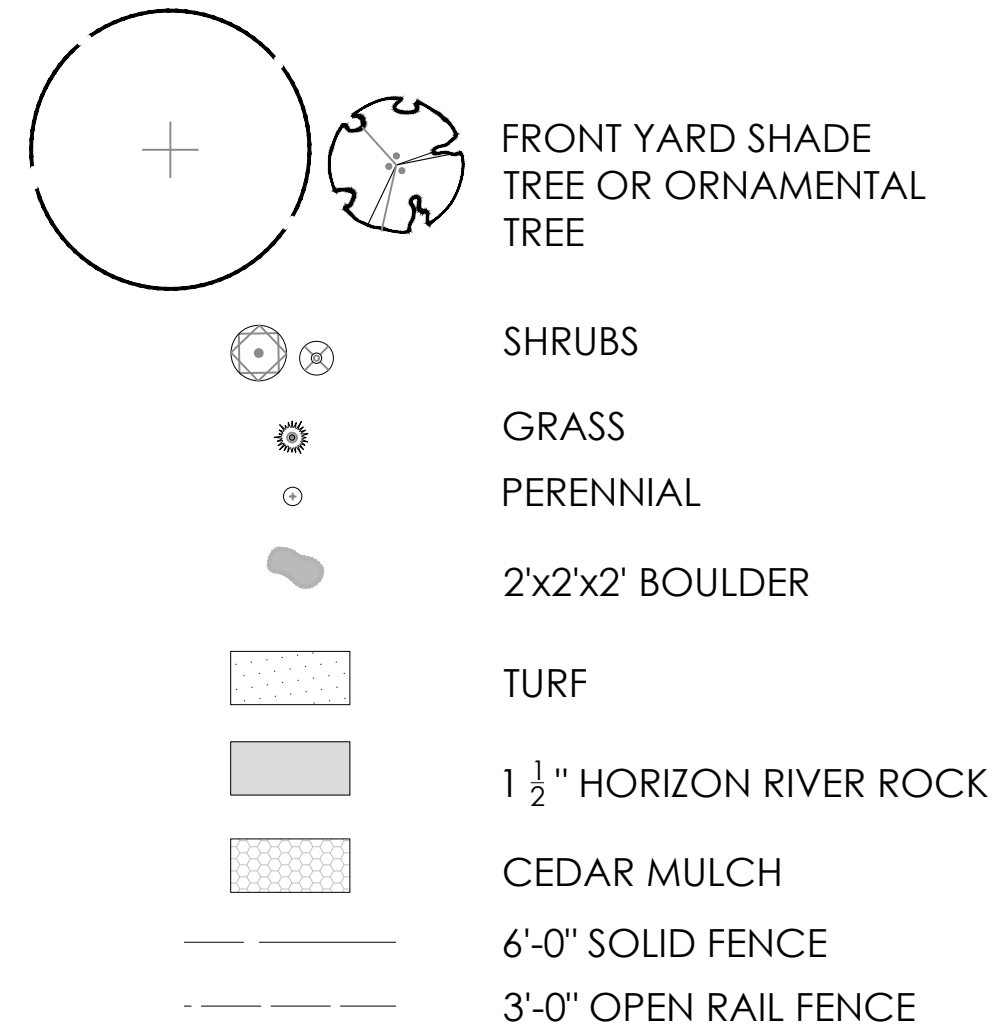 FRONT YARD SHADE
TREE OR ORNAMENTAL
TREE
SHRUBS
GRASS
PERENNIAL
2'x2'x2' BOULDER
TURF
1 1/2" HORIZON RIVER ROCK
CEDAR MULCH
6'-0" SOLID FENCE
3'-0" OPEN RAIL FENCE